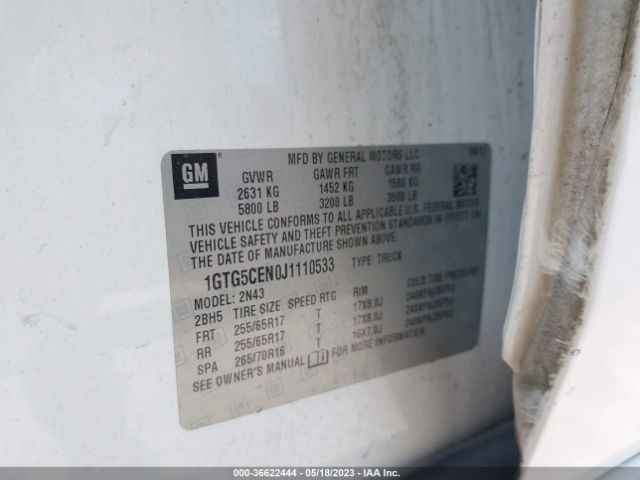 GM
MFD BY GENERAL MOTORS LLC
GVWR GAWR FRT GAWR RR
2631 KG 1452 KG 1588 KG
5800 LB 3200 LB 3500 LB
THIS VEHICLE CONFORMS TO ALL APPLICABLE U.S. FEDERAL MOTOR
VEHICLE SAFETY AND THEFT PREVENTION STANDARDS IN EFFECT ON
THE DATE OF MANUFACTURE SHOWN ABOVE.
1GTG5CEN0J1110533 TYPE: TRUCK
MODEL: 2N43
2BH5 TIRE SIZE SPEED RTG RIM COLD TIRE PRESSURE
FRT 255/65R17 T 17X8.0J
RR 255/65R17 T 17X8.0J
SPA 265/70R16 T 16X7.0J
SEE OWNER'S MANUAL FOR MORE INFORMATION.
000-36622444 - 05/18/2023 - IAA Inc.